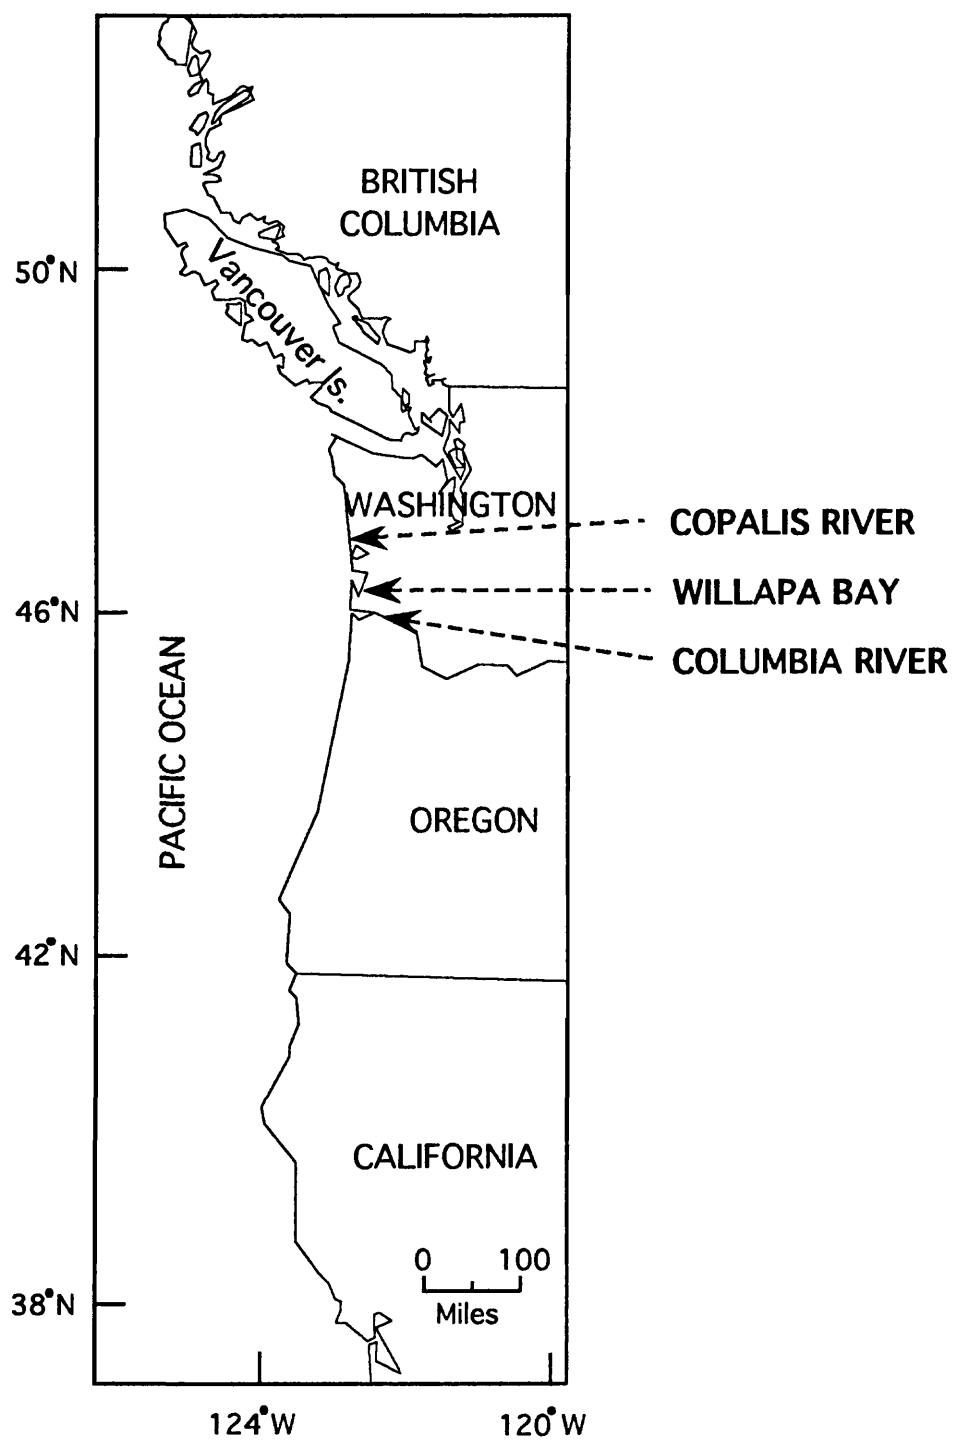 BRITISH
COLUMBIA
50°N
Vancouver Is.
WASHINGTON
COPALIS RIVER
WILLAPA BAY
46°N
COLUMBIA RIVER
PACIFIC OCEAN
OREGON
42°N
CALIFORNIA
0 100
Miles
38°N
124°W 120°W